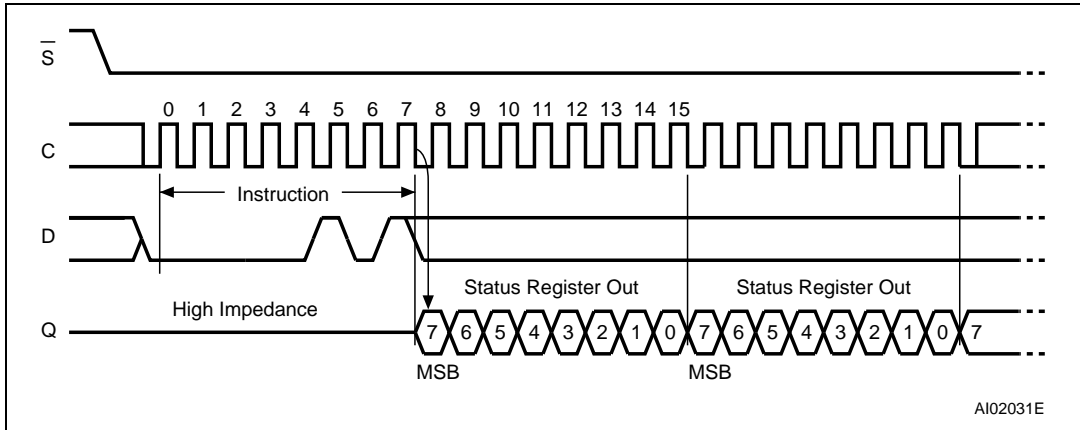 S
0 1 2 3 4 5 6 7 8 9 10 11 12 13 14 15
C
Instruction
D
Status Register Out Status Register Out
High Impedance
Q 7 6 5 4 3 2 1 0 7 6 5 4 3 2 1 0 7
MSB MSB
AI02031E